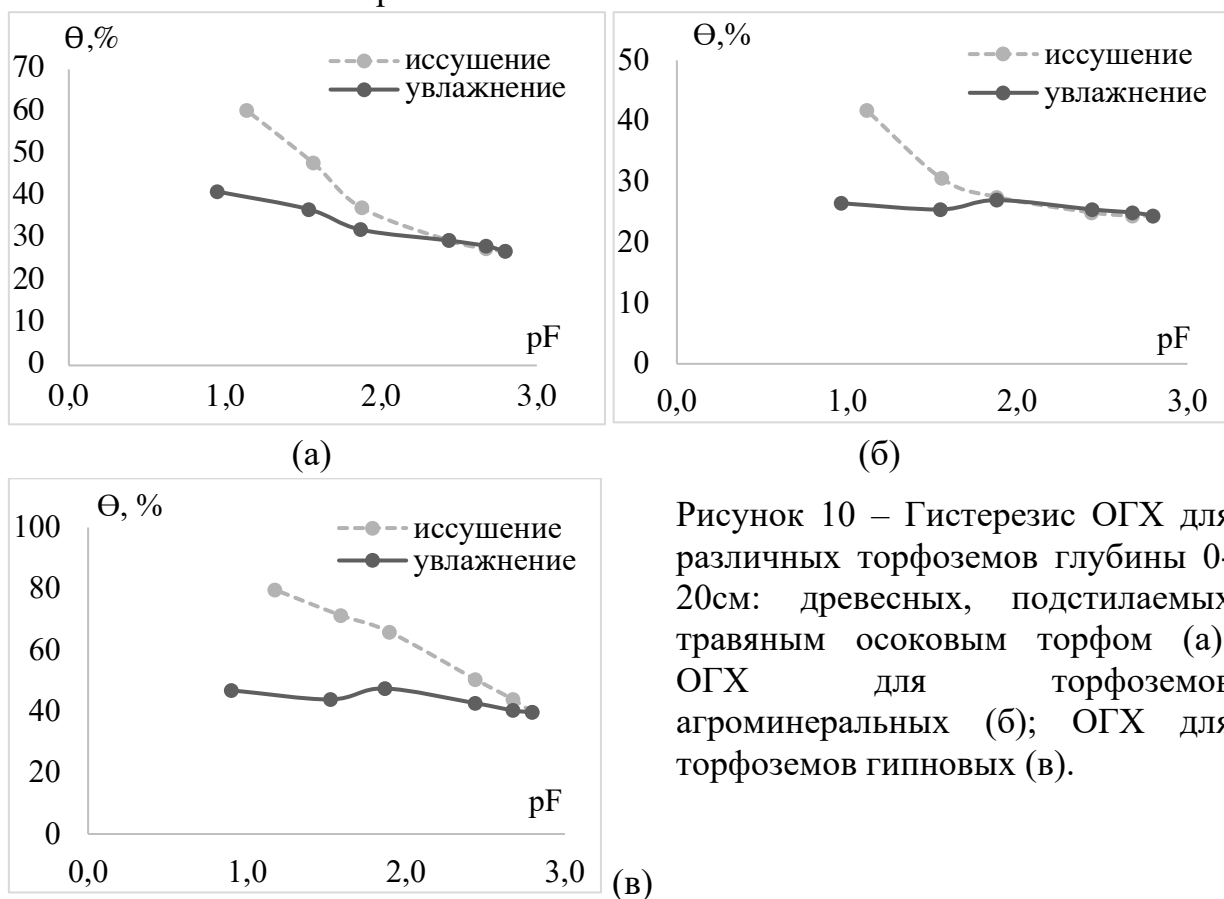 Ɵ,%
иссушение
увлажнение
70
60
50
40
30
20
10
0
pF
0,0 1,0 2,0 3,0
(а)
Ɵ,%
иссушение
увлажнение
50
40
30
20
10
0
pF
0,0 1,0 2,0 3,0
(б)
Ɵ, %
иссушение
увлажнение
100
80
60
40
20
0
pF
0,0 1,0 2,0 3,0
(в)
Рисунок 10 – Гистерезис ОГХ для
различных торфоземов глубины 0-
20см: древесных, подстилаемых
травяным осоковым торфом (а)
ОГХ для торфоземов
агроминеральных (б); ОГХ для
торфоземов гипновых (в).